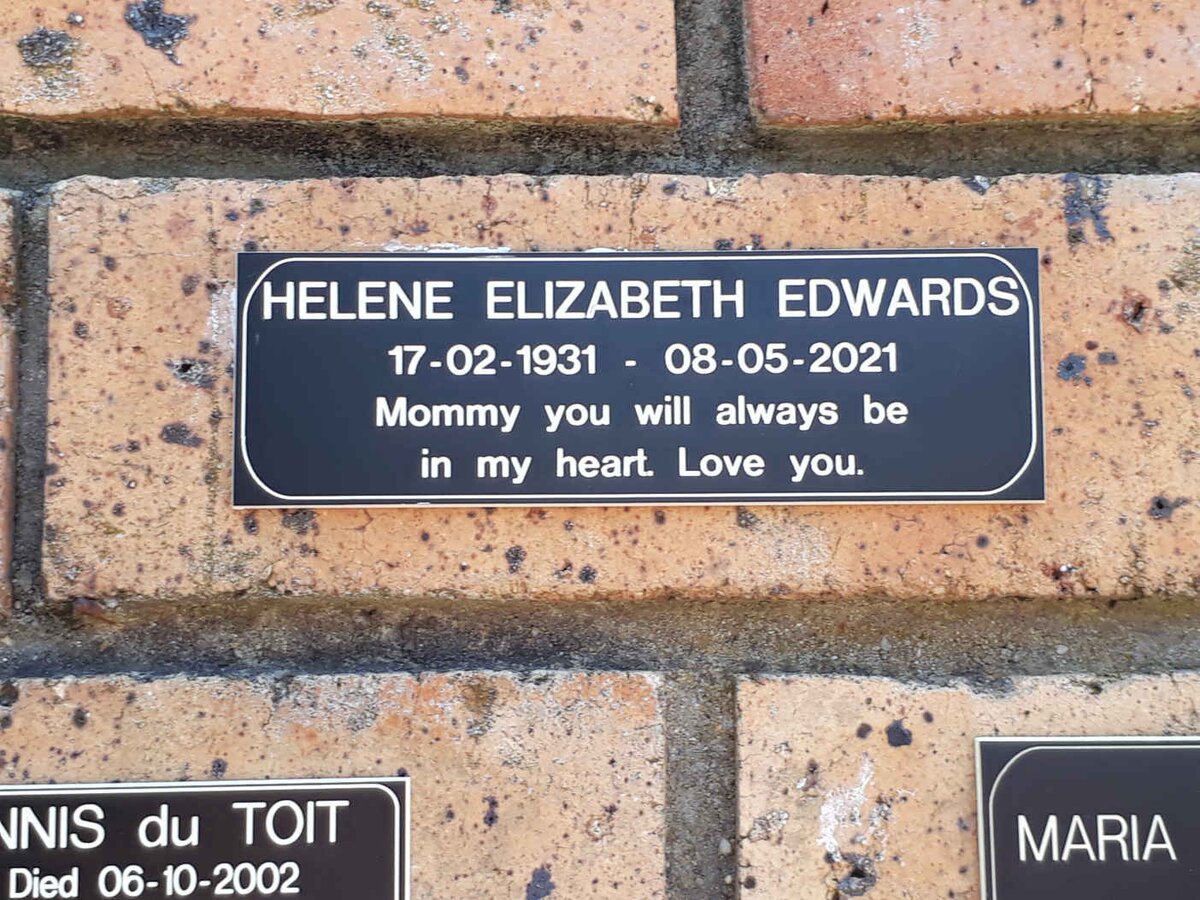 HELENE ELIZABETH EDWARDS
17-02-1931 - 08-05-2021
Mommy you will always be
in my heart. Love you.
NNIS du TOIT
Died 06-10-2002
MARIA